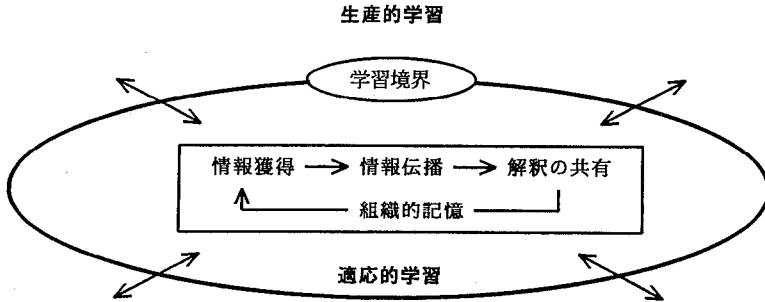 生産的学習
学習境界
情報獲得 → 情報伝播 → 解釈の共有
組織的記憶
適応的学習